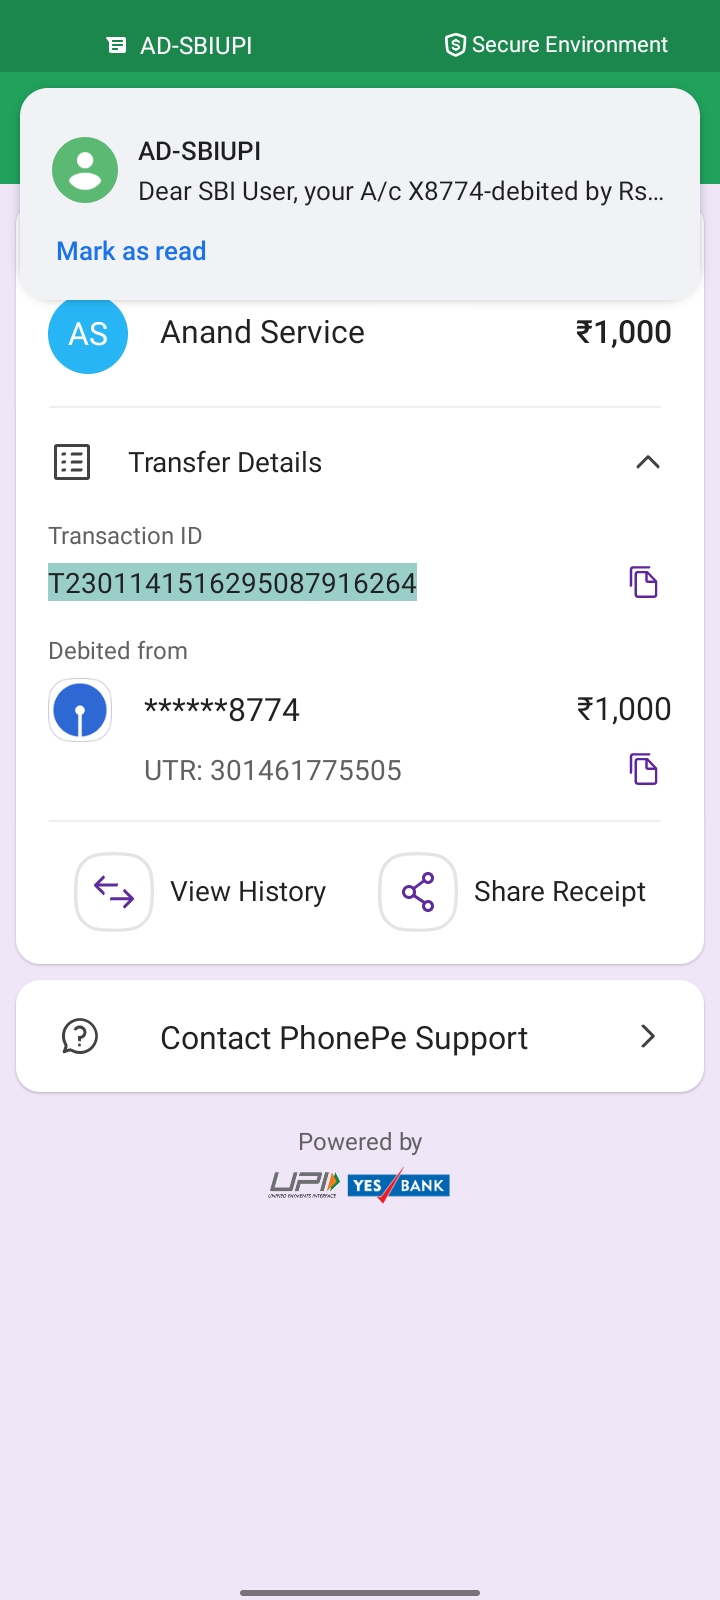 AD-SBIUPI
Secure Environment
AD-SBIUPI
Dear SBI User, your A/c X8774-debited by Rs...
Mark as read
AS
Anand Service
₹1,000
Transfer Details
Transaction ID
T2301141516295087916264
Debited from
******8774
₹1,000
UTR: 301461775505
View History
Share Receipt
Contact PhonePe Support
Powered by
UPI
UNIFIED PAYMENTS INTERFACE
YES BANK